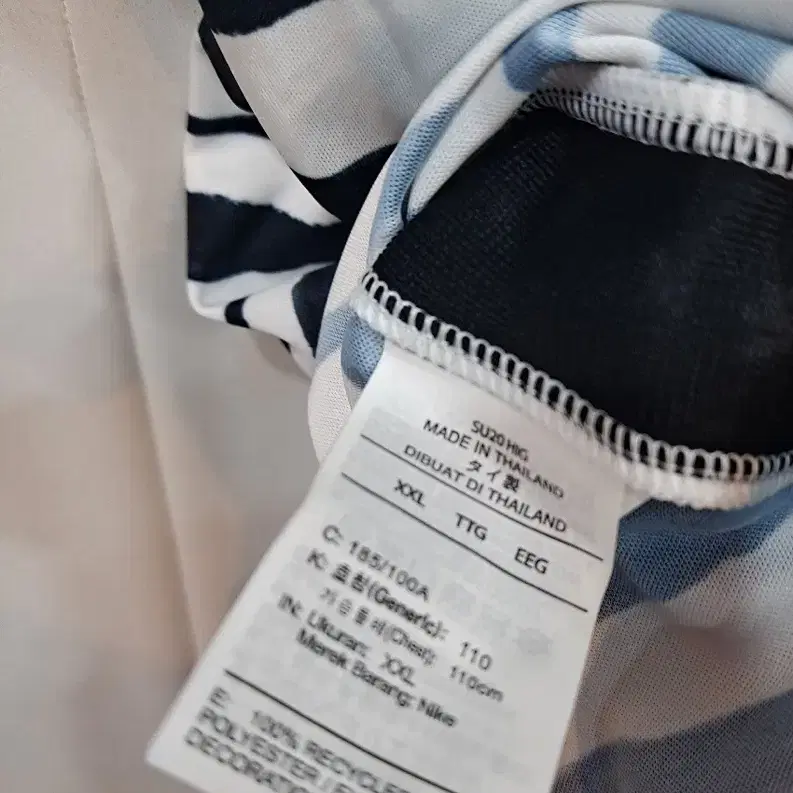 SU20 HIG
MADE IN THAILAND
タイ製
DIBUAT DI THAILAND
XXL TTG EEG
C: 185/100A
K: 호칭(Generic): 110
가슴둘레(Chest): 110cm
IN: Ukuran: XXL
Merek Barang: Nike
E: 100% RECYCLED
POLYESTER /
DECORATION